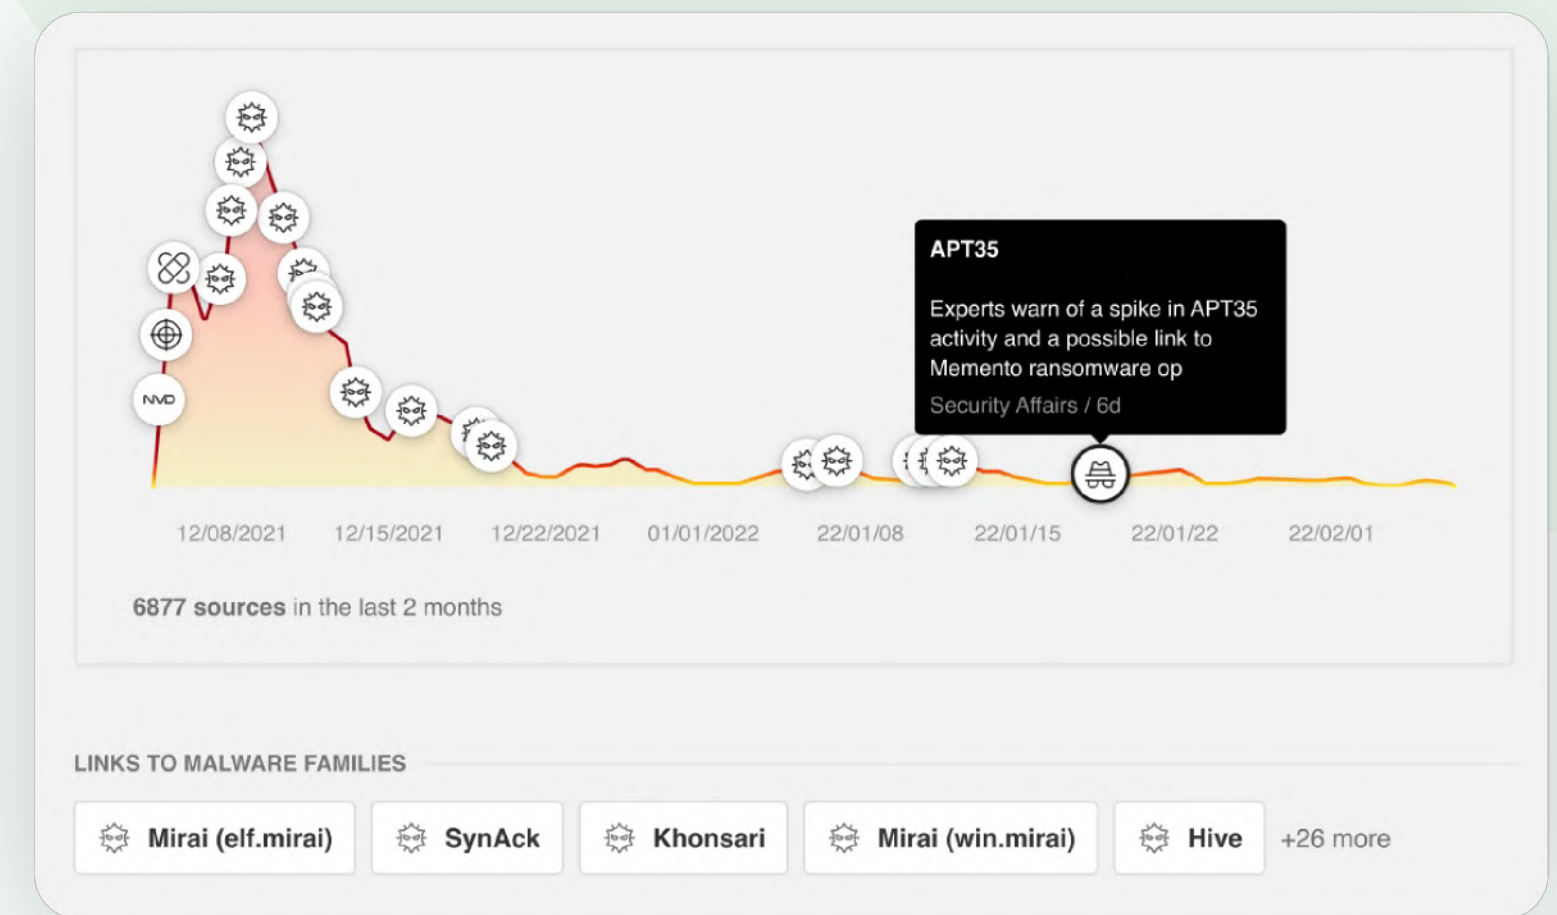 NVD
APT35
Experts warn of a spike in APT35
activity and a possible link to
Memento ransomware op
Security Affairs / 6d
12/08/2021 12/15/2021 12/22/2021 01/01/2022 22/01/08 22/01/15 22/01/22 22/02/01
6877 sources in the last 2 months
LINKS TO MALWARE FAMILIES
Mirai (elf.mirai) SynAck Khonsari Mirai (win.mirai) Hive +26 more